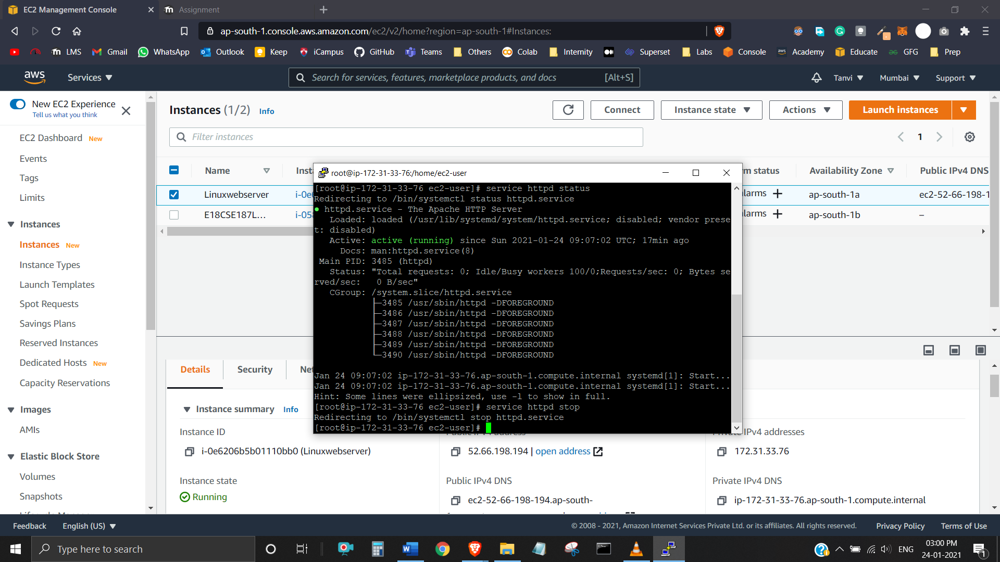 EC2 Management Console
Assignment
ap-south-1.console.aws.amazon.com/ec2/v2/home?region=ap-south-1#Instances:
LMS Gmail WhatsApp Outlook Keep iCampus GitHub Teams Others Colab Internity Superset Labs Console Academy Educate GFG Prep
aws Services Search for services, features, marketplace products, and docs [Alt+S] Tanvi Mumbai Support
New EC2 Experience
Tell us what you think
EC2 Dashboard New
Events
Tags
Limits
Instances
Instances New
Instance Types
Launch Templates
Spot Requests
Savings Plans
Reserved Instances
Dedicated Hosts New
Capacity Reservations
Images
AMIs
Elastic Block Store
Volumes
Snapshots
Instances (1/2) Info
Connect Instance state Actions Launch instances
Filter instances
1
Name Inst m status Availability Zone Public IPv4 DNS
Linuxwebserver i-0e6 larms ap-south-1a ec2-52-66-198-1
E18CSE187L... i-058 larms ap-south-1b –
root@ip-172-31-33-76:/home/ec2-user
[root@ip-172-31-33-76 ec2-user]# service httpd status
Redirecting to /bin/systemctl status httpd.service
● httpd.service - The Apache HTTP Server
Loaded: loaded (/usr/lib/systemd/system/httpd.service; disabled; vendor prese
t: disabled)
Active: active (running) since Sun 2021-01-24 09:07:02 UTC; 17min ago
Docs: man:httpd.service(8)
Main PID: 3485 (httpd)
Status: "Total requests: 0; Idle/Busy workers 100/0;Requests/sec: 0; Bytes se
rved/sec:   0 B/sec"
CGroup: /system.slice/httpd.service
├─3485 /usr/sbin/httpd -DFOREGROUND
├─3486 /usr/sbin/httpd -DFOREGROUND
├─3487 /usr/sbin/httpd -DFOREGROUND
├─3488 /usr/sbin/httpd -DFOREGROUND
├─3489 /usr/sbin/httpd -DFOREGROUND
└─3490 /usr/sbin/httpd -DFOREGROUND
Jan 24 09:07:02 ip-172-31-33-76.ap-south-1.compute.internal systemd[1]: Start...
Jan 24 09:07:02 ip-172-31-33-76.ap-south-1.compute.internal systemd[1]: Start...
Hint: Some lines were ellipsized, use -l to show in full.
[root@ip-172-31-33-76 ec2-user]# service httpd stop
Redirecting to /bin/systemctl stop httpd.service
[root@ip-172-31-33-76 ec2-user]#
Details Security Net
Instance summary Info
Instance ID
i-0e6206b5b01110bb0 (Linuxwebserver)
Instance state
Running
Public IPv4 address
52.66.198.194 | open address
Public IPv4 DNS
ec2-52-66-198-194.ap-south-
Private IPv4 addresses
172.31.33.76
Private IPv4 DNS
ip-172-31-33-76.ap-south-1.compute.internal
Feedback English (US) © 2008 - 2021, Amazon Internet Services Private Ltd. or its affiliates. All rights reserved. Privacy Policy Terms of Use
Type here to search
ENG
03:00 PM
24-01-2021
1